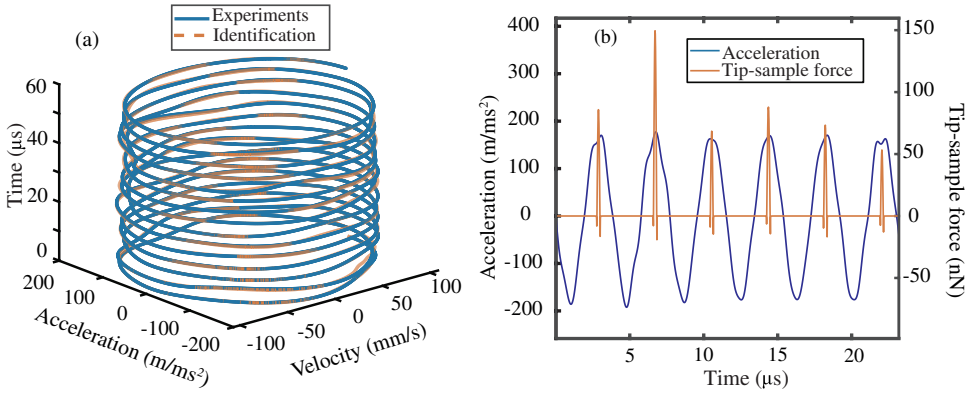 (a)
Experiments
Identification
60
40
20
0
Time (µs)
200
100
0
-100
-200
Acceleration (m/ms²)
-100
-50
0
50
100
Velocity (mm/s)
(b)
Acceleration
Tip-sample force
400
300
200
100
0
-100
-200
Acceleration (m/ms²)
5
10
15
20
Time (µs)
150
100
50
0
-50
Tip-sample force (nN)